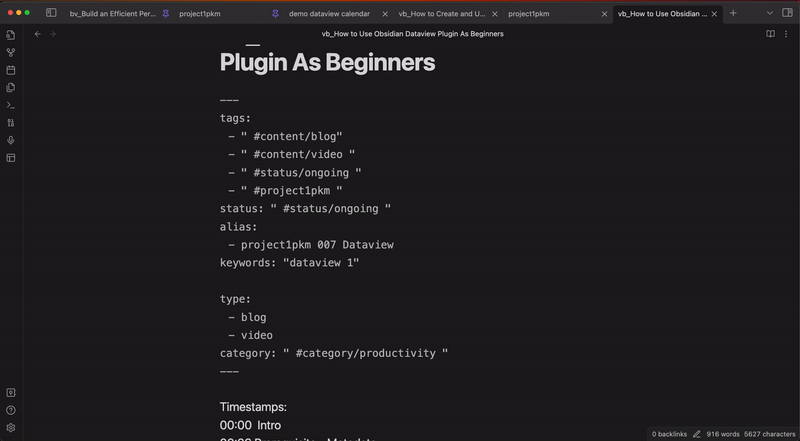 bv_Build an Efficient Per...
project1pkm
demo dataview calendar
vb_How to Create and U...
project1pkm
vb_How to Use Obsidian ...
vb_How to Use Obsidian Dataview Plugin As Beginners
Plugin As Beginners
---
tags:
- " #content/blog"
- " #content/video "
- " #status/ongoing "
- " #project1pkm "
status: " #status/ongoing "
alias:
- project1pkm 007 Dataview
keywords: "dataview 1"
type:
- blog
- video
category: " #category/productivity "
---
Timestamps:
00:00 Intro
0 backlinks 916 words 5627 characters